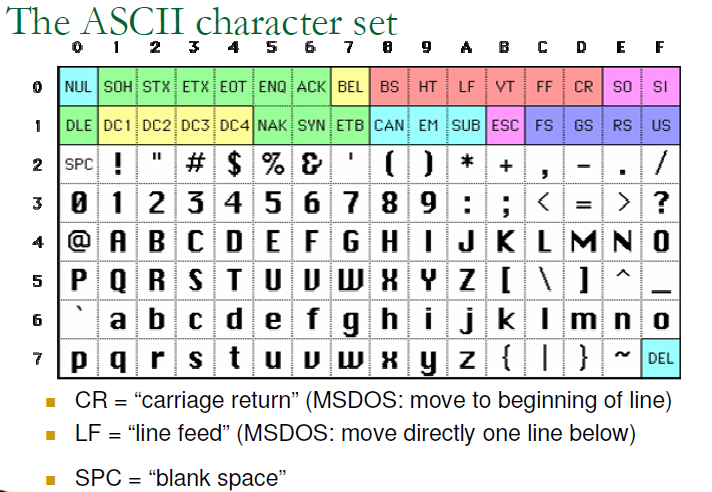 The ASCII character set
0 1 2 3 4 5 6 7 8 9 A B C D E F
0 NUL SOH STX ETX EOT ENQ ACK BEL BS HT LF VT FF CR SO SI
1 DLE DC1 DC2 DC3 DC4 NAK SYN ETB CAN EM SUB ESC FS GS RS US
2 SPC ! " # $ % & ' ( ) * + , - . /
3 0 1 2 3 4 5 6 7 8 9 : ; < = > ?
4 @ A B C D E F G H I J K L M N O
5 P Q R S T U V W X Y Z [ \ ] ^ _
6 ` a b c d e f g h i j k l m n o
7 p q r s t u v w x y z { | } ~ DEL
■ CR = “carriage return” (MSDOS: move to beginning of line)
■ LF = “line feed” (MSDOS: move directly one line below)
■ SPC = “blank space”